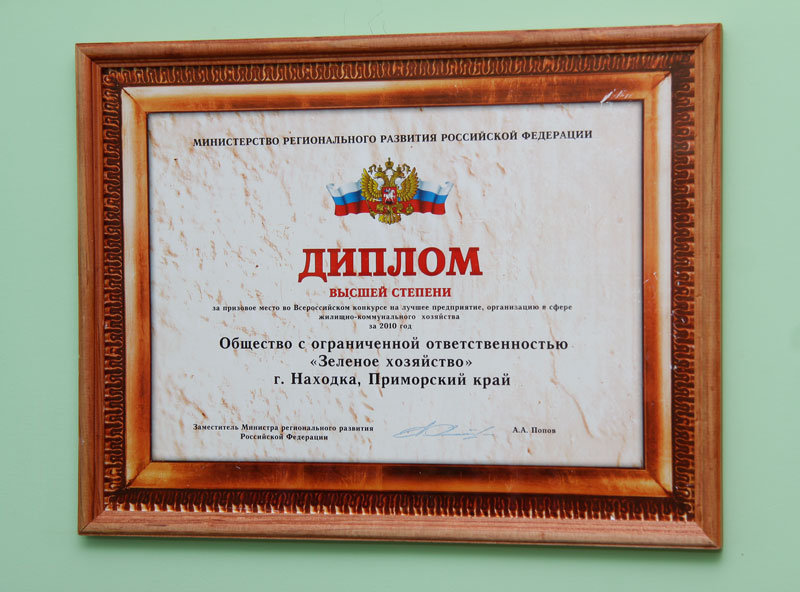 МИНИСТЕРСТВО РЕГИОНАЛЬНОГО РАЗВИТИЯ РОССИЙСКОЙ ФЕДЕРАЦИИ
ДИПЛОМ
ВЫСШЕЙ СТЕПЕНИ
за призовое место во Всероссийском конкурсе на лучшее предприятие, организацию в сфере
жилищно-коммунального хозяйства
за 2010 год
Общество с ограниченной ответственностью
«Зеленое хозяйство»
г. Находка, Приморский край
Заместитель Министра регионального развития
Российской Федерации
А.А. Попов